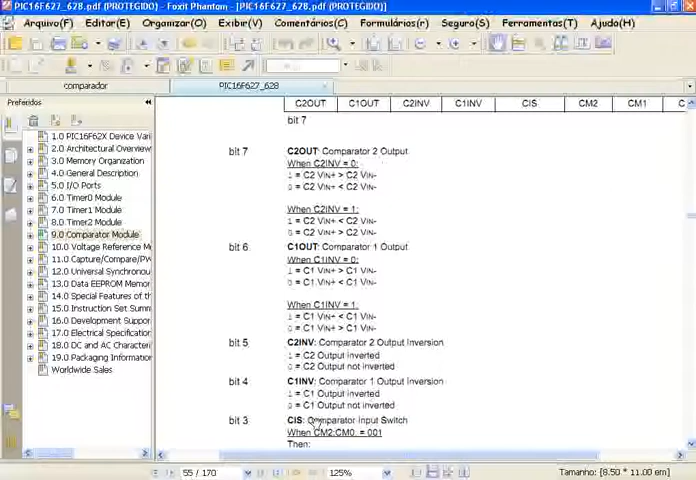 PIC16F627_628.pdf (PROTEGIDO) - Foxit Phantom - [PIC16F627_628.pdf (PROTEGIDO)]
Arquivo(F) Editar(E) Organizar(O) Exibir(V) Comentários(C) Formulários(r) Seguro(S) Ferramentas(T) Ajuda(H)
comparador PIC16F627_628
Preferidos
1.0 PIC16F62X Device Vari
2.0 Architectural Overview
3.0 Memory Organization
4.0 General Description
5.0 I/O Ports
6.0 Timer0 Module
7.0 Timer1 Module
8.0 Timer2 Module
9.0 Comparator Module
10.0 Voltage Reference M
11.0 Capture/Compare/PW
12.0 Universal Synchronou
13.0 Data EEPROM Memor
14.0 Special Features of th
15.0 Instruction Set Summ
16.0 Development Suppor
17.0 Electrical Specification
18.0 DC and AC Character
19.0 Packaging Information
Worldwide Sales
C2OUT C1OUT C2INV C1INV CIS CM2 CM1 C
bit 7
bit 7 C2OUT: Comparator 2 Output
When C2INV = 0:
1 = C2 VIN+ > C2 VIN-
0 = C2 VIN+ < C2 VIN-
When C2INV = 1:
1 = C2 VIN+ < C2 VIN-
0 = C2 VIN+ > C2 VIN-
bit 6 C1OUT: Comparator 1 Output
When C1INV = 0:
1 = C1 VIN+ > C1 VIN-
0 = C1 VIN+ < C1 VIN-
When C1INV = 1:
1 = C1 VIN+ < C1 VIN-
0 = C1 VIN+ > C1 VIN-
bit 5 C2INV: Comparator 2 Output Inversion
1 = C2 Output inverted
0 = C2 Output not inverted
bit 4 C1INV: Comparator 1 Output Inversion
1 = C1 Output inverted
0 = C1 Output not inverted
bit 3 CIS: Comparator Input Switch
When CM2:CM0. = 001
Then:
55 / 170 125% Tamanho: [8.50 * 11.00 em]